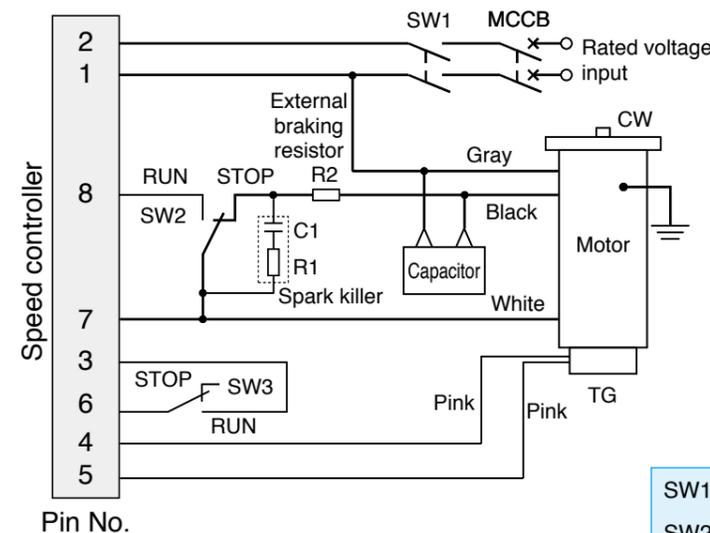 SW1 MCCB
2
Rated voltage
input
1
External
braking
resistor
CW
Gray
RUN STOP R2
8
SW2
Black
C1
R1
Capacitor
Motor
Spark killer
White
7
Speed controller
3
STOP SW3
6
RUN
Pink
Pink
TG
4
5
SW1
Pin No.